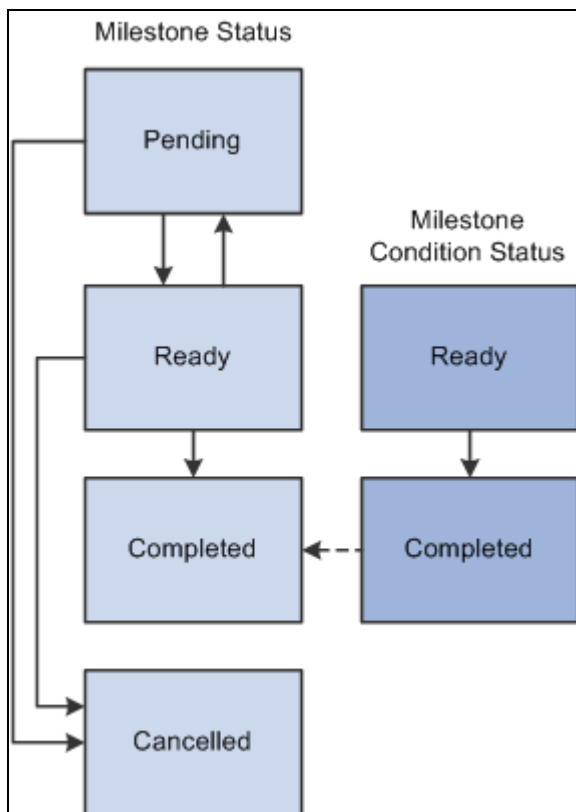 Milestone Status
Pending
Milestone
Condition Status
Ready
Ready
Completed
Completed
Cancelled